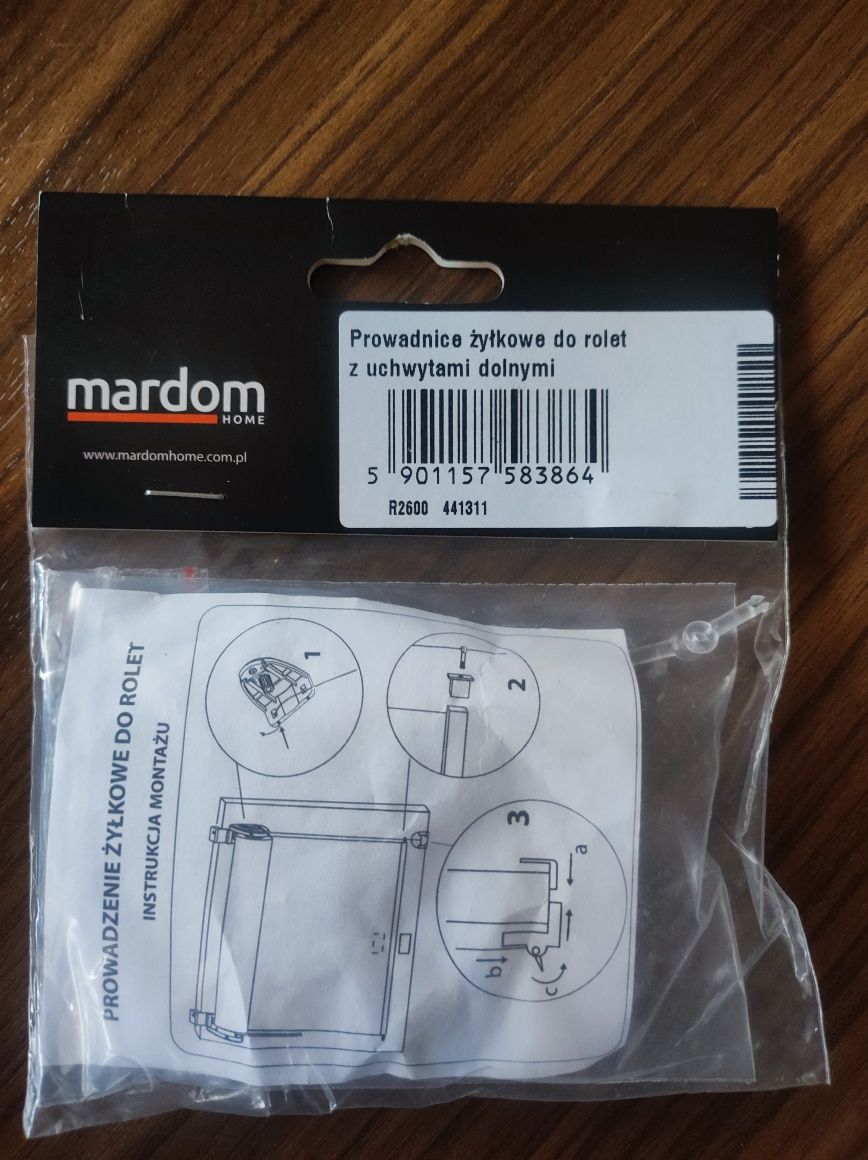 mardom
HOME
www.mardomhome.com.pl
Prowadnice żyłkowe do rolet
z uchwytami dolnymi
5 901157 583864
R2600 441311
PROWADZENIE ŻYŁKOWE DO ROLET
INSTRUKCJA MONTAŻU
1
2
3
a
b
c